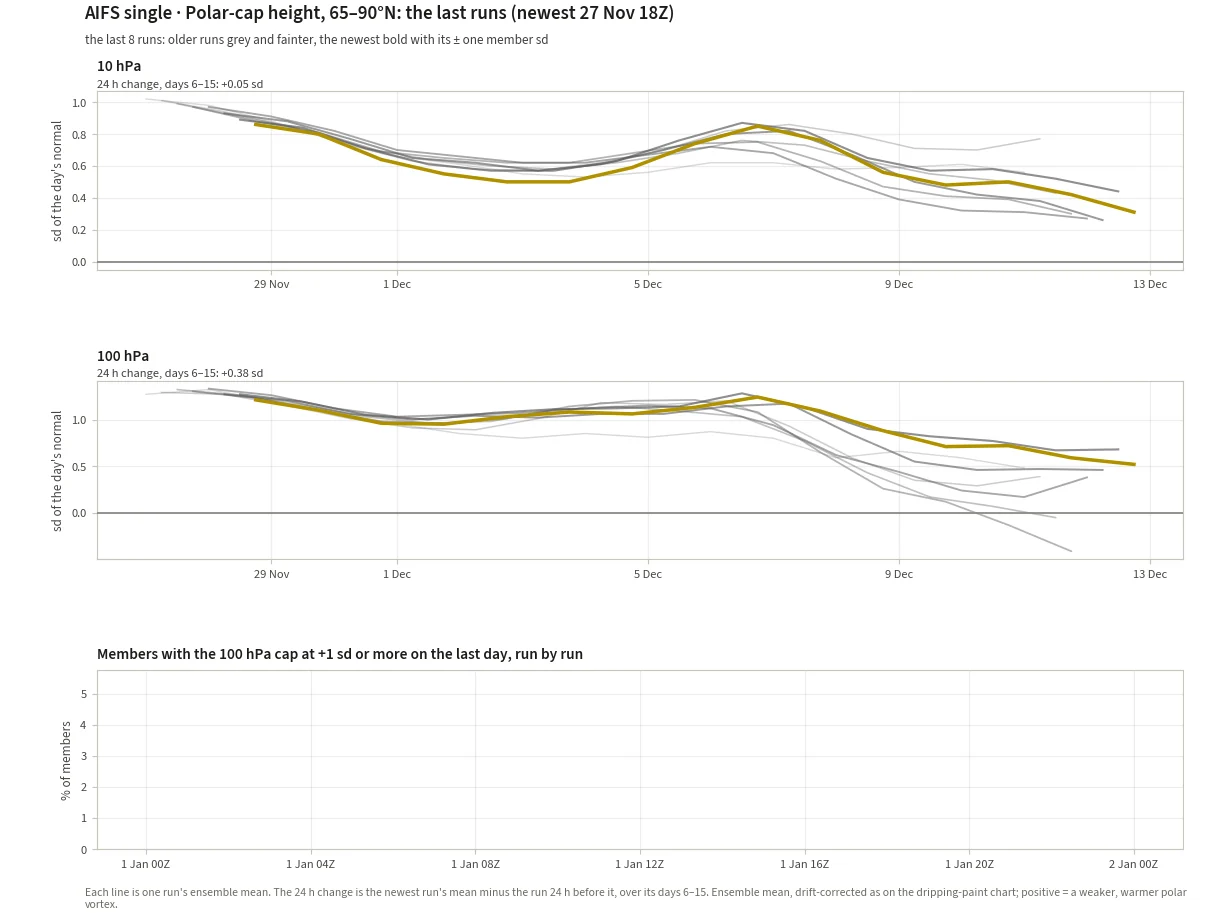 AIFS single · Polar-cap height, 65–90°N: the last runs (newest 27 Nov 18Z)
the last 8 runs: older runs grey and fainter, the newest bold with its ± one member sd
10 hPa
24 h change, days 6–15: +0.05 sd
sd of the day's normal
1.0
0.8
0.6
0.4
0.2
0.0
29 Nov
1 Dec
5 Dec
9 Dec
13 Dec
100 hPa
24 h change, days 6–15: +0.38 sd
sd of the day's normal
1.0
0.5
0.0
29 Nov
1 Dec
5 Dec
9 Dec
13 Dec
Members with the 100 hPa cap at +1 sd or more on the last day, run by run
% of members
5
4
3
2
1
0
1 Jan 00Z
1 Jan 04Z
1 Jan 08Z
1 Jan 12Z
1 Jan 16Z
1 Jan 20Z
2 Jan 00Z
Each line is one run's ensemble mean. The 24 h change is the newest run's mean minus the run 24 h before it, over its days 6–15. Ensemble mean, drift-corrected as on the dripping-paint chart; positive = a weaker, warmer polar
vortex.